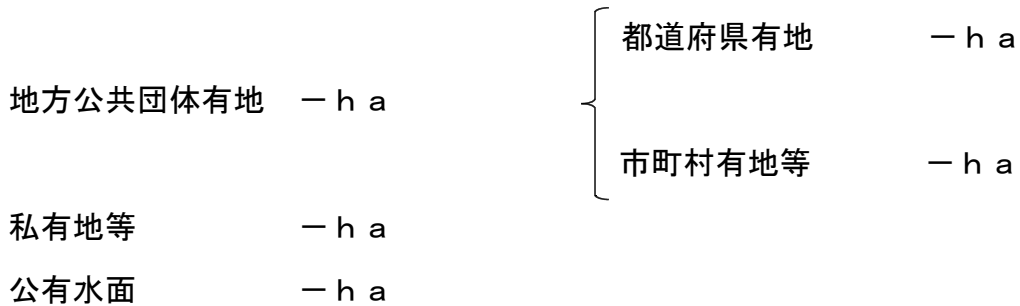 都道府県有地 －ｈａ
地方公共団体有地 －ｈａ
市町村有地等 －ｈａ
私有地等 －ｈａ
公有水面 －ｈａ